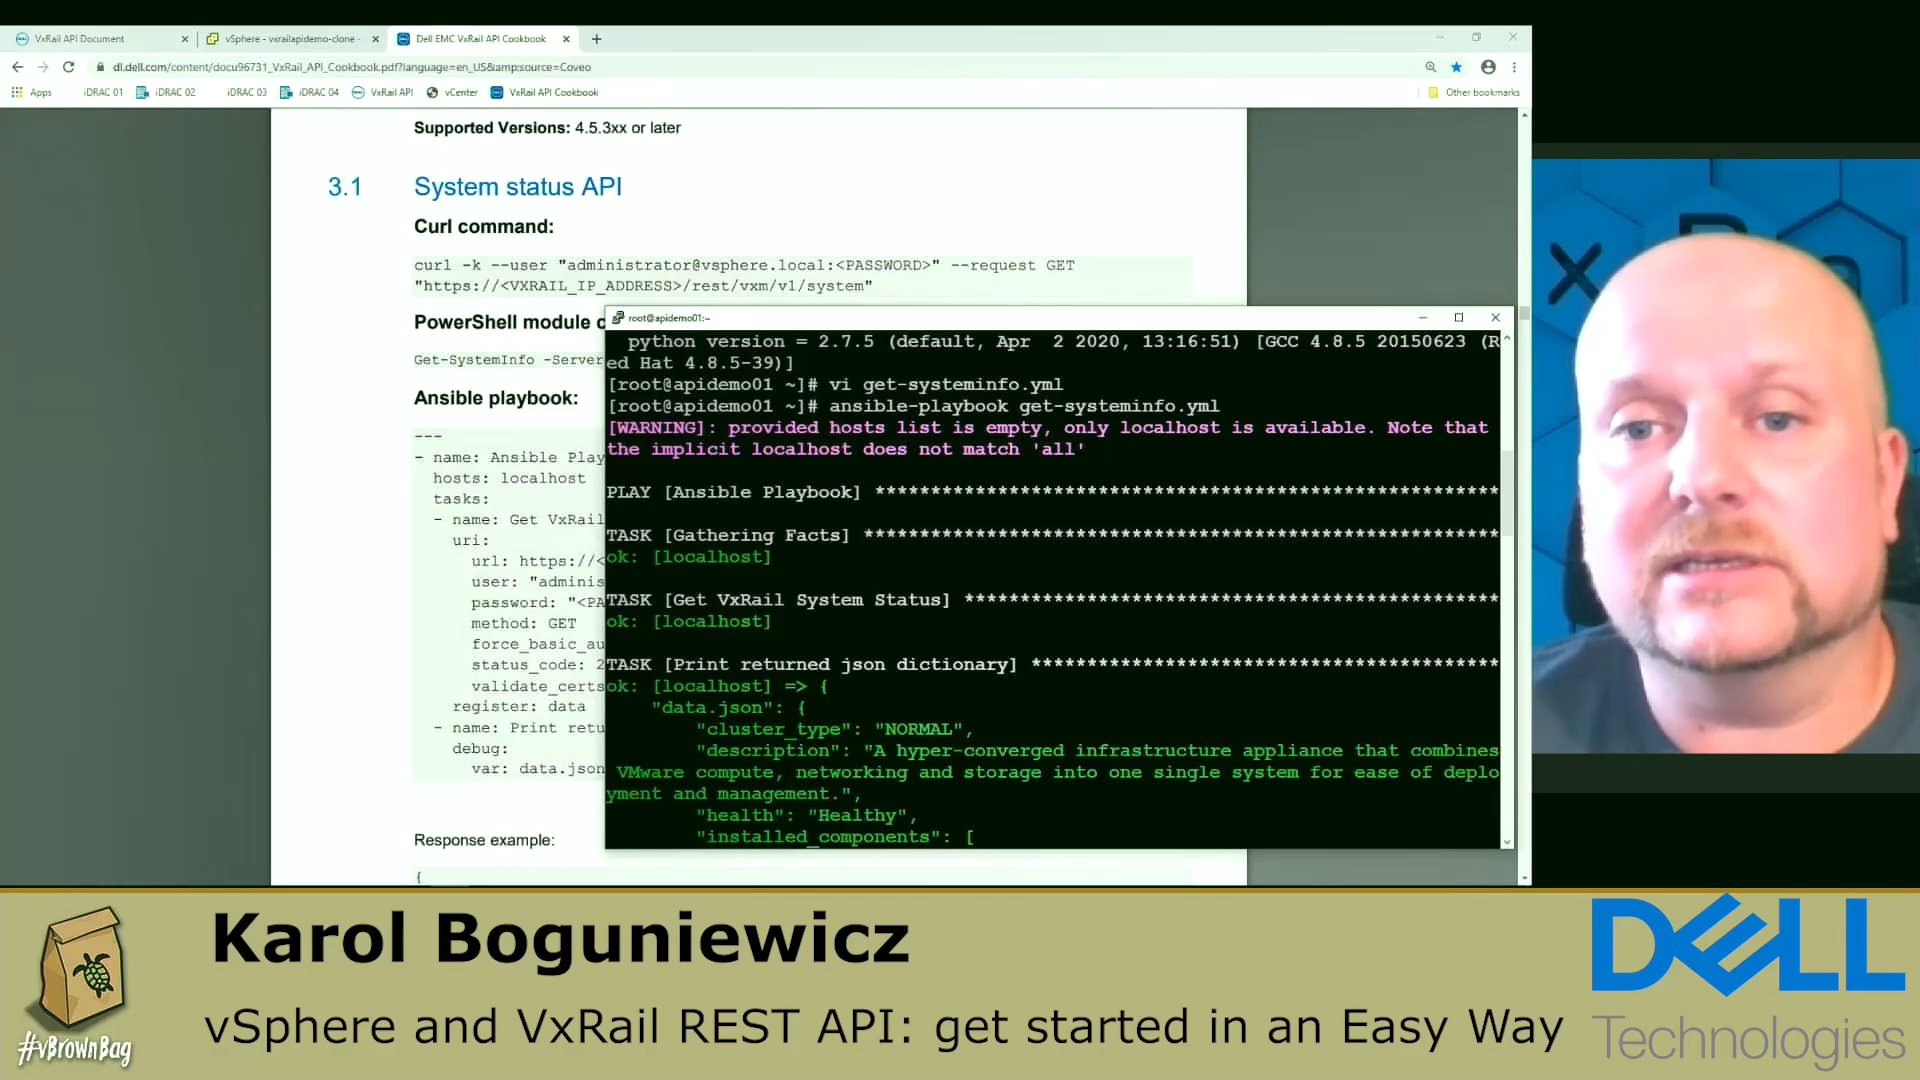 VxRail API Document
vSphere - vxrailapidemo-clone -
Dell EMC VxRail API Cookbook
dl.dell.com/content/docu96731_VxRail_API_Cookbook.pdf?language=en_US&amp;source=Coveo
Apps
iDRAC 01
iDRAC 02
iDRAC 03
iDRAC 04
VxRail API
vCenter
VxRail API Cookbook
Other bookmarks
Supported Versions: 4.5.3xx or later
3.1 System status API
Curl command:
curl -k --user "administrator@vsphere.local:<PASSWORD>" --request GET
"https://<VXRAIL_IP_ADDRESS>/rest/vxm/v1/system"
PowerShell module c
Get-SystemInfo -Server
Ansible playbook:
---
- name: Ansible Play
hosts: localhost
tasks:
- name: Get VxRail
uri:
url: https://<
user: "adminis
password: "<PA
method: GET
force_basic_au
status_code: 2
validate_certs
register: data
- name: Print retu
debug:
var: data.json
Response example:
{
root@apidemo01:~
python version = 2.7.5 (default, Apr  2 2020, 13:16:51) [GCC 4.8.5 20150623 (R
ed Hat 4.8.5-39)]
[root@apidemo01 ~]# vi get-systeminfo.yml
[root@apidemo01 ~]# ansible-playbook get-systeminfo.yml
[WARNING]: provided hosts list is empty, only localhost is available. Note that
the implicit localhost does not match 'all'
PLAY [Ansible Playbook] ********************************************************
TASK [Gathering Facts] *********************************************************
ok: [localhost]
TASK [Get VxRail System Status] ************************************************
ok: [localhost]
TASK [Print returned json dictionary] ******************************************
ok: [localhost] => {
"data.json": {
"cluster_type": "NORMAL",
"description": "A hyper-converged infrastructure appliance that combines
VMware compute, networking and storage into one single system for ease of deplo
yment and management.",
"health": "Healthy",
"installed_components": [
Karol Boguniewicz
vSphere and VxRail REST API: get started in an Easy Way
#vBrownBag
DELL
Technologies